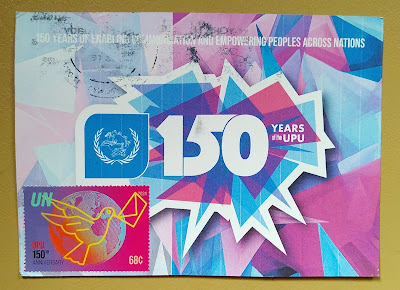 150 YEARS OF ENABLING COMMUNICATION AND EMPOWERING PEOPLES ACROSS NATIONS
150 YEARS
of the UPU
UN
UPU
150th
ANNIVERSARY
68¢